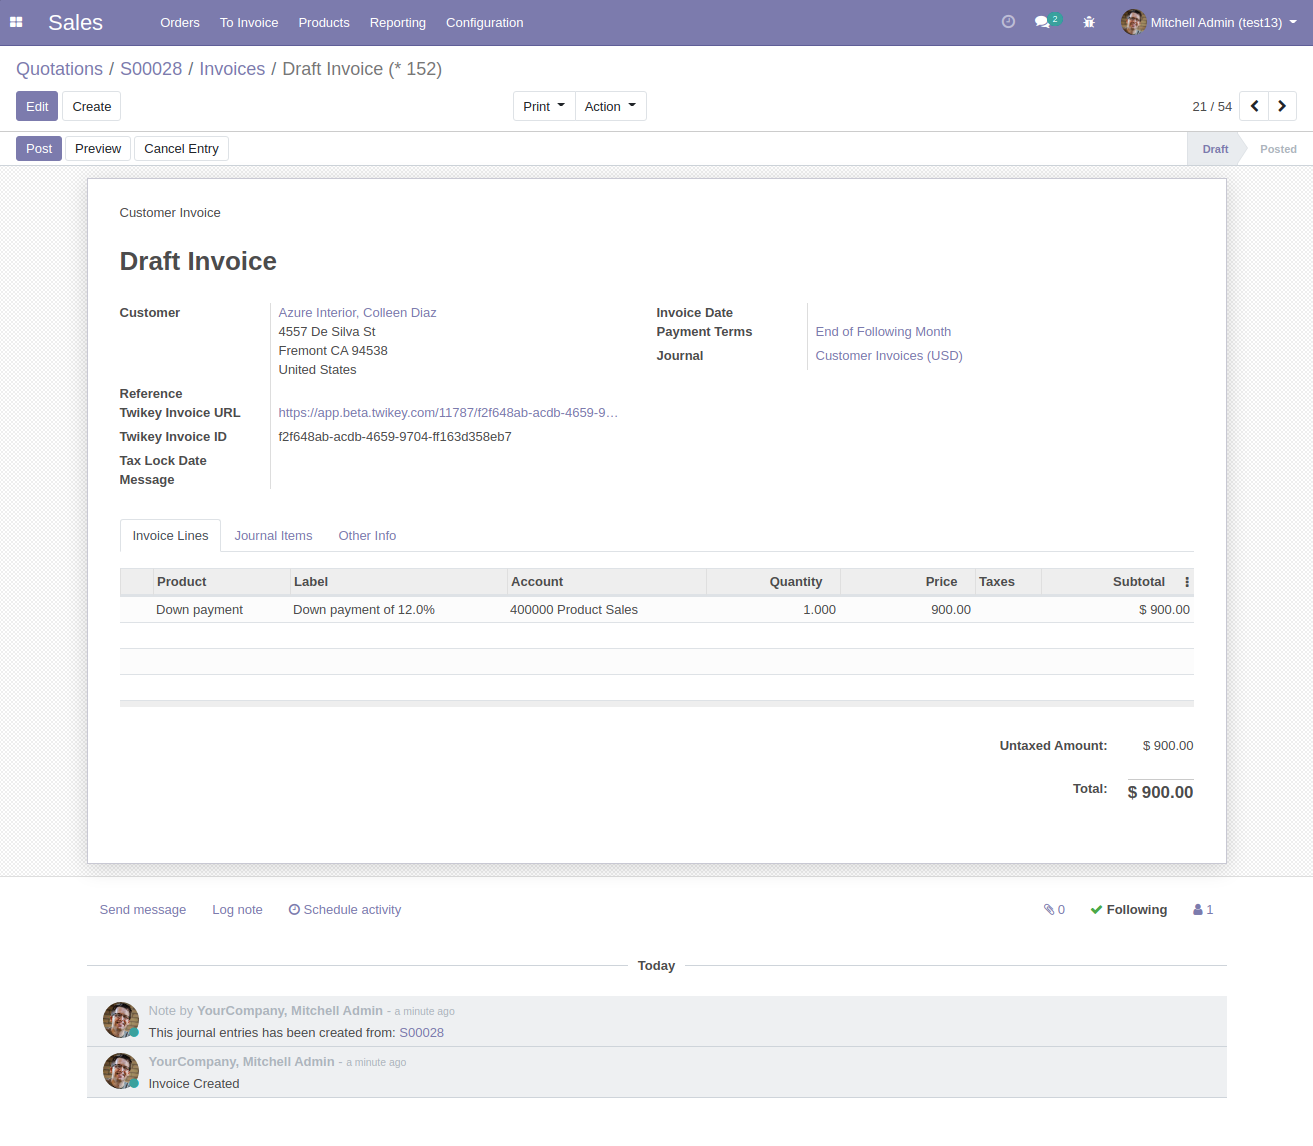 Sales Orders To Invoice Products Reporting Configuration 2 Mitchell Admin (test13)
Quotations / S00028 / Invoices / Draft Invoice (* 152)
Edit Create Print Action 21 / 54
Post Preview Cancel Entry Draft Posted
Customer Invoice
Draft Invoice
Customer Azure Interior, Colleen Diaz Invoice Date
4557 De Silva St Payment Terms End of Following Month
Fremont CA 94538 Journal Customer Invoices (USD)
United States
Reference
Twikey Invoice URL https://app.beta.twikey.com/11787/f2f648ab-acdb-4659-9…
Twikey Invoice ID f2f648ab-acdb-4659-9704-ff163d358eb7
Tax Lock Date
Message
Invoice Lines Journal Items Other Info
Product Label Account Quantity Price Taxes Subtotal
Down payment Down payment of 12.0% 400000 Product Sales 1.000 900.00 $ 900.00
Untaxed Amount: $ 900.00
Total: $ 900.00
Send message Log note Schedule activity 0 Following 1
Today
Note by YourCompany, Mitchell Admin - a minute ago
This journal entries has been created from: S00028
YourCompany, Mitchell Admin - a minute ago
Invoice Created